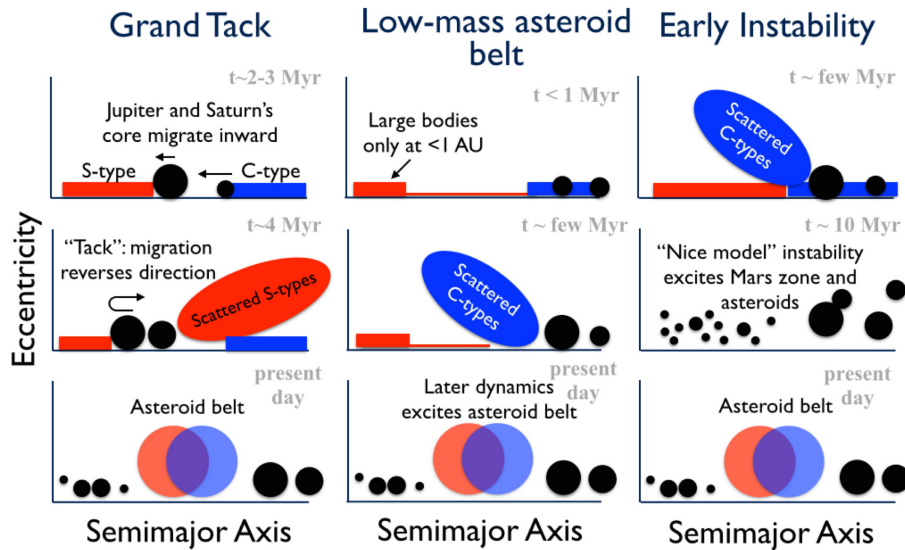 Grand Tack
Low-mass asteroid
belt
Early Instability
t~2-3 Myr
Jupiter and Saturn's
core migrate inward
S-type
C-type
t < 1 Myr
Large bodies
only at <1 AU
t ~ few Myr
Scattered
C-types
Eccentricity
t~4 Myr
"Tack": migration
reverses direction
Scattered S-types
t ~ few Myr
Scattered
C-types
t ~ 10 Myr
"Nice model" instability
excites Mars zone and
asteroids
present
day
Asteroid belt
present
day
Later dynamics
excites asteroid belt
present
day
Asteroid belt
Semimajor Axis
Semimajor Axis
Semimajor Axis